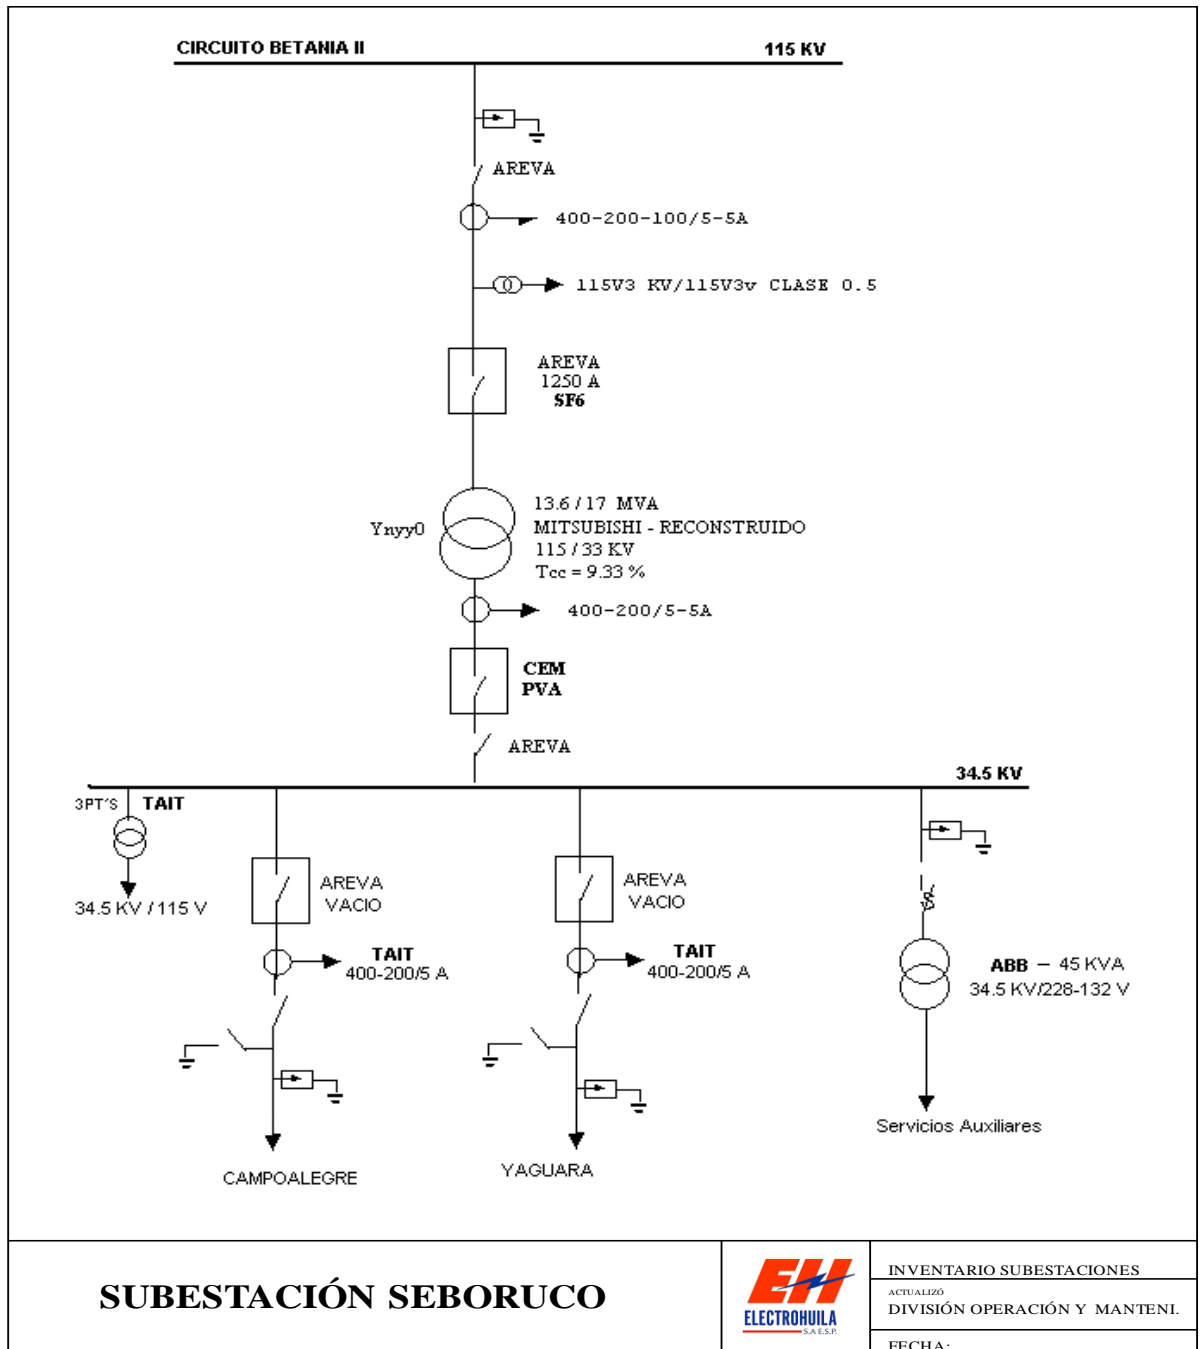 CIRCUITO BETANIA II
115 KV
AREVA
400-200-100/5-5A
115V3 KV/115V3v CLASE 0.5
AREVA
1250 A
SF6
Ynyy0
13.6 / 17 MVA
MITSUBISHI - RECONSTRUIDO
115 / 33 KV
Tcc = 9.33 %
400-200/5-5A
CEM
PVA
AREVA
34.5 KV
3PT´S TAIT
34.5 KV / 115 V
AREVA
VACIO
TAIT
400-200/5 A
CAMPOALEGRE
AREVA
VACIO
TAIT
400-200/5 A
YAGUARA
ABB – 45 KVA
34.5 KV/228-132 V
Servicios Auxiliares
SUBESTACIÓN SEBORUCO
EH
ELECTROHUILA
S.A E.S.P.
INVENTARIO SUBESTACIONES
ACTUALIZÓ
DIVISIÓN OPERACIÓN Y MANTENI.
FECHA: